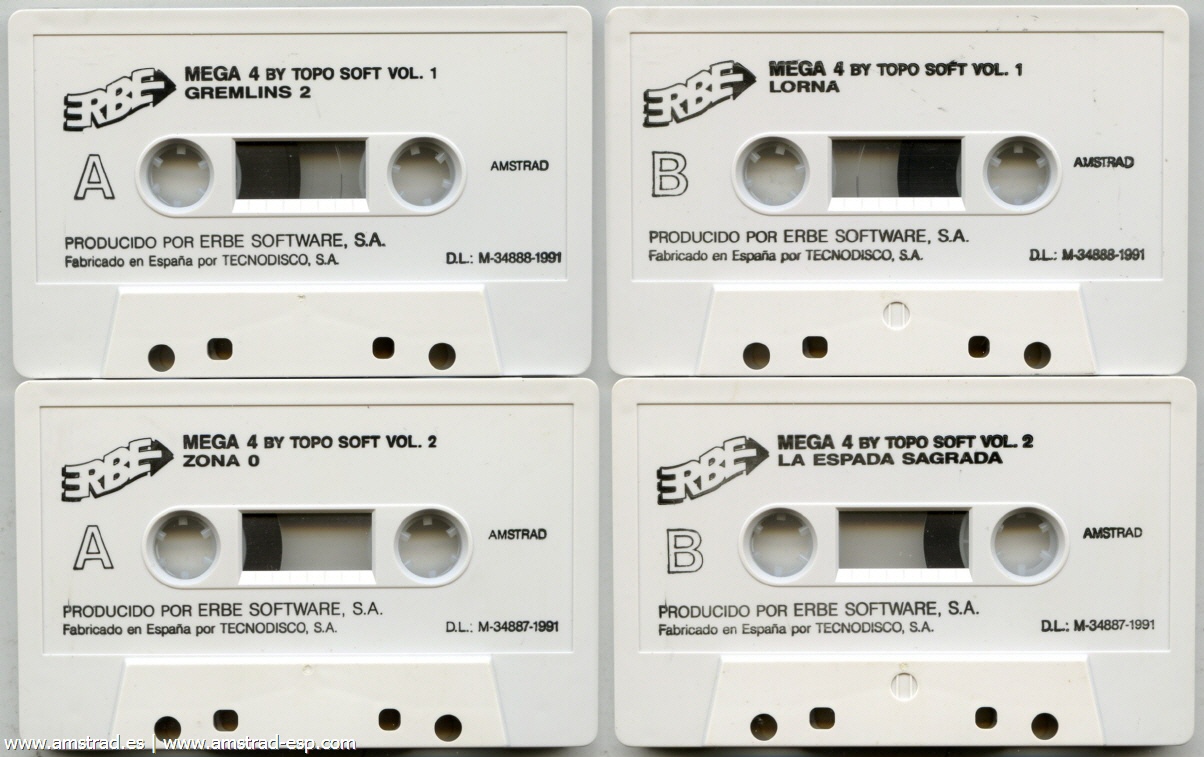 ERBE
MEGA 4 BY TOPO SOFT VOL. 1
GREMLINS 2
A
AMSTRAD
PRODUCIDO POR ERBE SOFTWARE, S.A.
Fabricado en España por TECNODISCO, S.A.
D.L.: M-34888-1991
ERBE
MEGA 4 BY TOPO SOFT VOL. 1
LORNA
B
AMSTRAD
PRODUCIDO POR ERBE SOFTWARE, S.A.
Fabricado en España por TECNODISCO, S.A.
D.L.: M-34888-1991
ERBE
MEGA 4 BY TOPO SOFT VOL. 2
ZONA 0
A
AMSTRAD
PRODUCIDO POR ERBE SOFTWARE, S.A.
Fabricado en España por TECNODISCO, S.A.
D.L.: M-34887-1991
ERBE
MEGA 4 BY TOPO SOFT VOL. 2
LA ESPADA SAGRADA
B
AMSTRAD
PRODUCIDO POR ERBE SOFTWARE, S.A.
Fabricado en España por TECNODISCO, S.A.
D.L.: M-34887-1991
www.amstrad.es | www.amstrad-esp.com